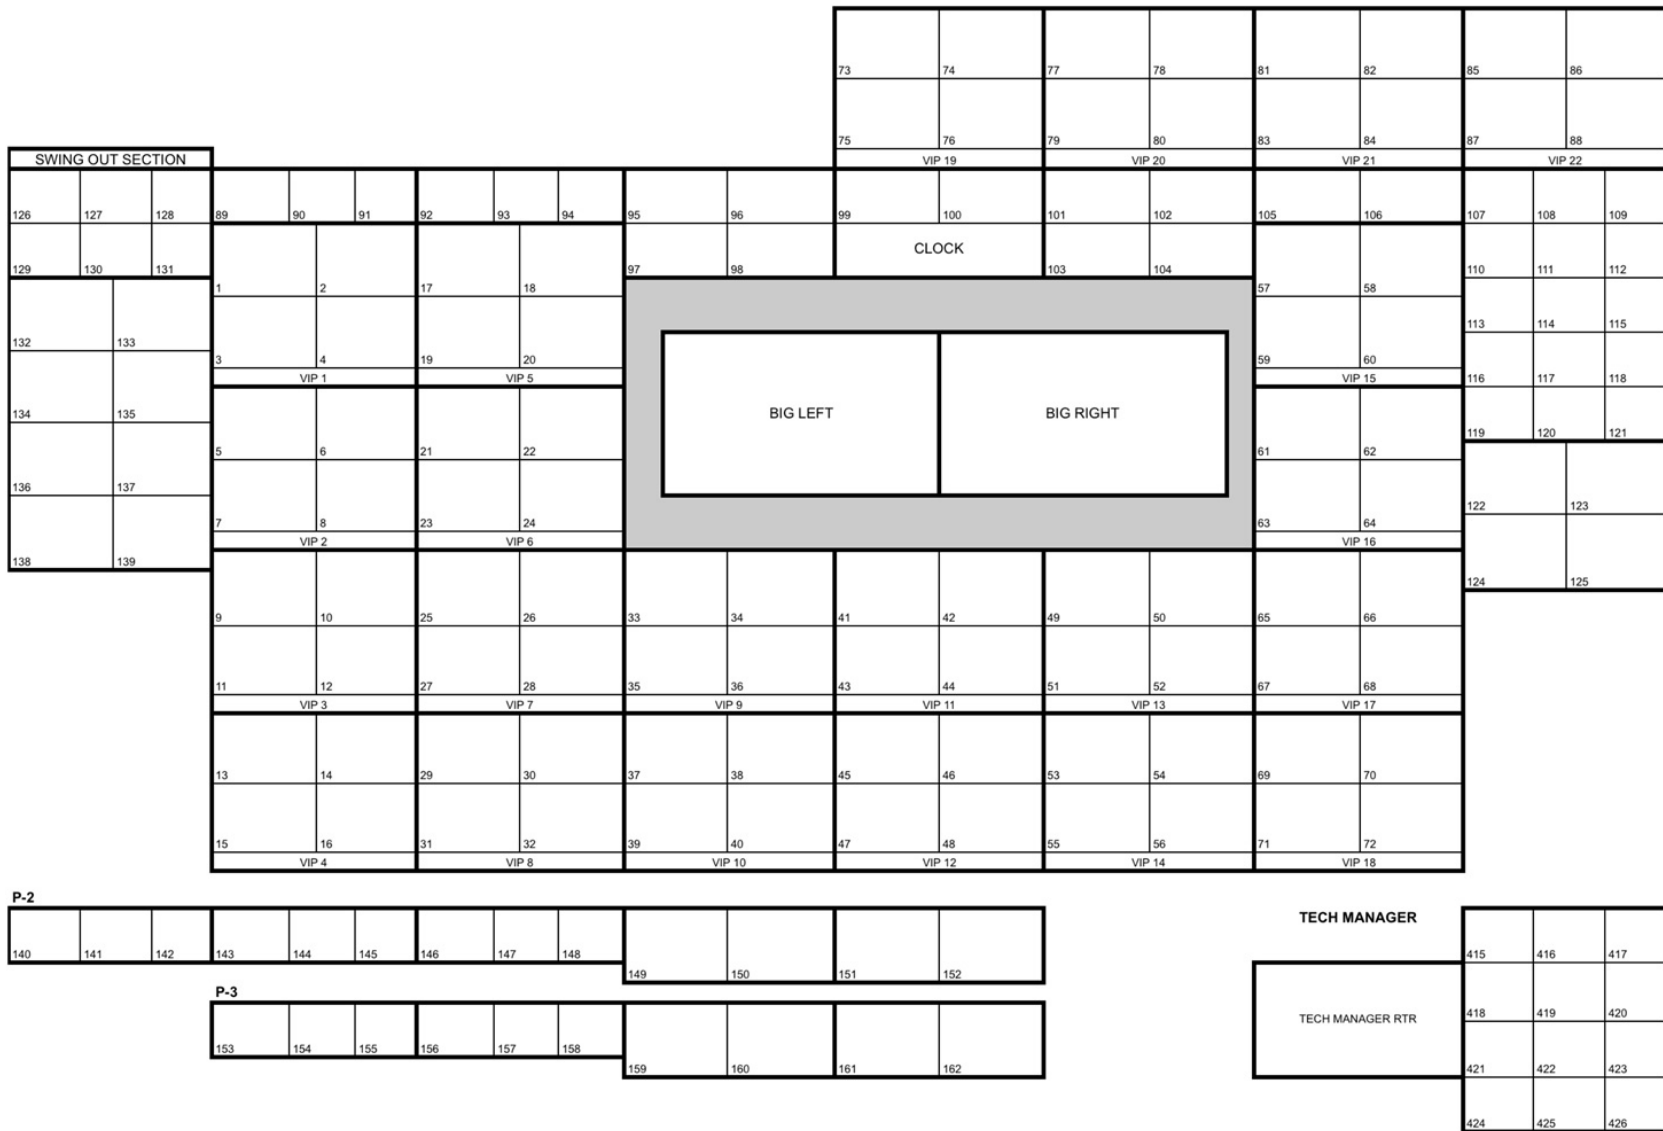 73 74 77 78 81 82 85 86
75 76 79 80 83 84 87 88
VIP 19 VIP 20 VIP 21 VIP 22
SWING OUT SECTION
126 127 128 89 90 91 92 93 94 95 96 99 100 101 102 105 106 107 108 109
CLOCK
129 130 131 97 98 103 104 110 111 112
1 2 17 18 57 58
113 114 115
132 133
3 4 19 20 59 60
VIP 1 VIP 5 VIP 15
116 117 118
134 135
BIG LEFT BIG RIGHT
119 120 121
5 6 21 22 61 62
136 137
122 123
7 8 23 24 63 64
VIP 2 VIP 6 VIP 16
138 139
124 125
9 10 25 26 33 34 41 42 49 50 65 66
11 12 27 28 35 36 43 44 51 52 67 68
VIP 3 VIP 7 VIP 9 VIP 11 VIP 13 VIP 17
13 14 29 30 37 38 45 46 53 54 69 70
15 16 31 32 39 40 47 48 55 56 71 72
VIP 4 VIP 8 VIP 10 VIP 12 VIP 14 VIP 18
P-2
TECH MANAGER
140 141 142 143 144 145 146 147 148
415 416 417
149 150 151 152
P-3
418 419 420
TECH MANAGER RTR
153 154 155 156 157 158
159 160 161 162
421 422 423
424 425 426